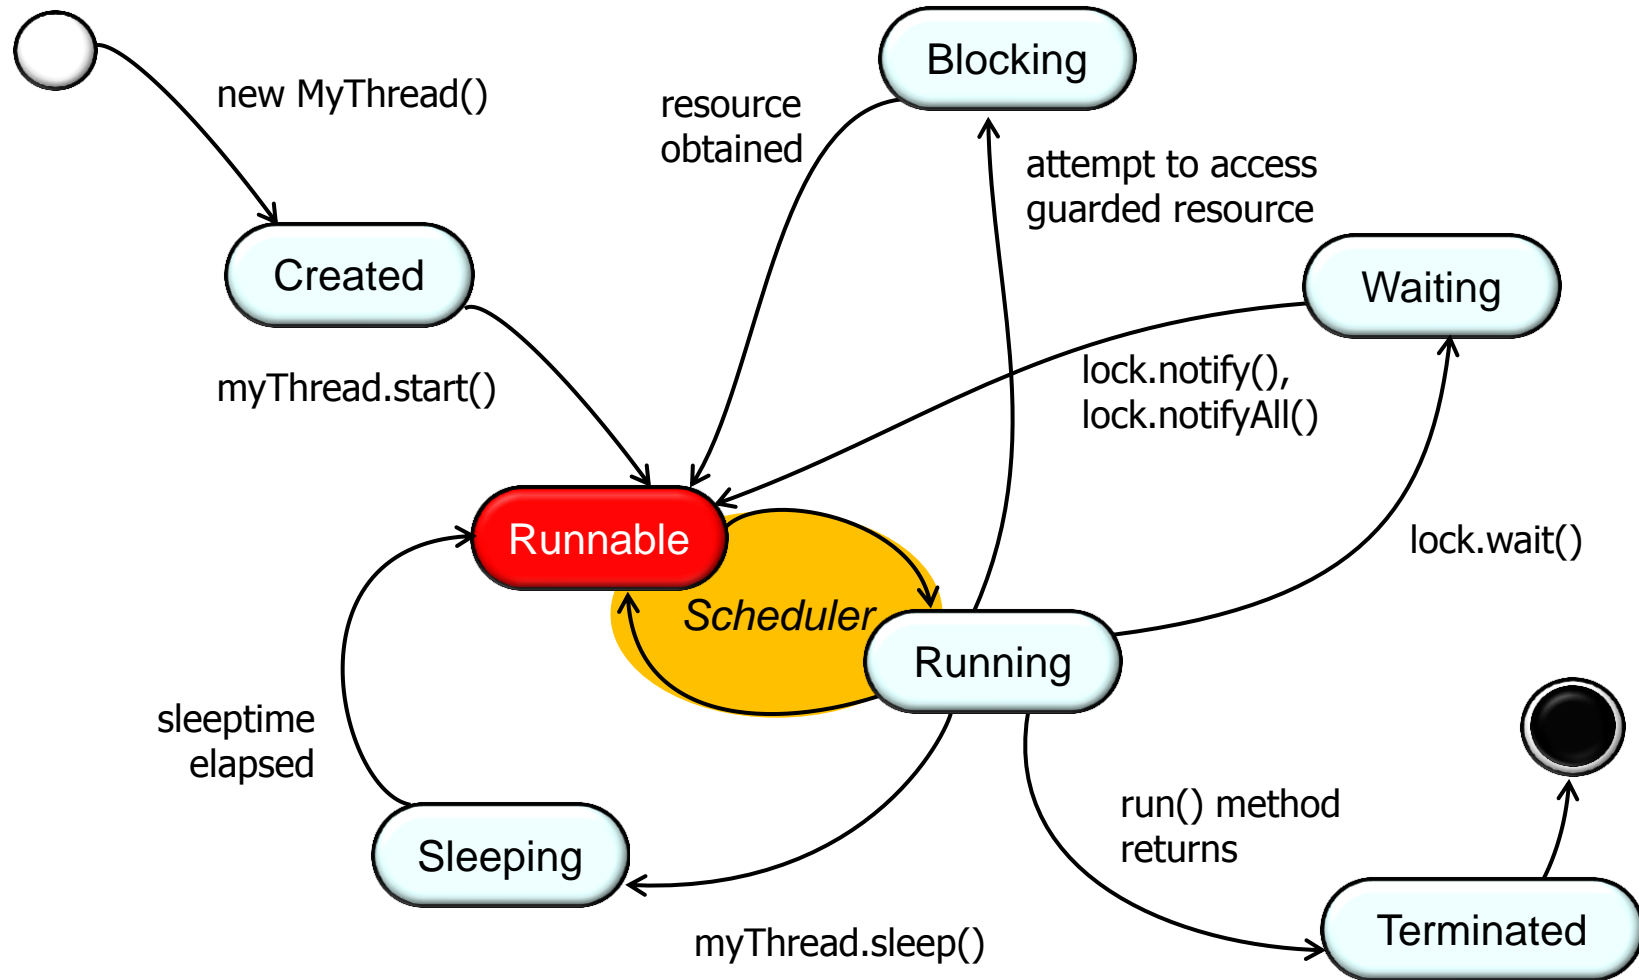 Blocking
new MyThread()
resource
obtained
attempt to access
guarded resource
Created
Waiting
myThread.start()
lock.notify(),
lock.notifyAll()
Runnable
lock.wait()
Scheduler
Running
sleeptime
elapsed
run() method
returns
Sleeping
Terminated
myThread.sleep()